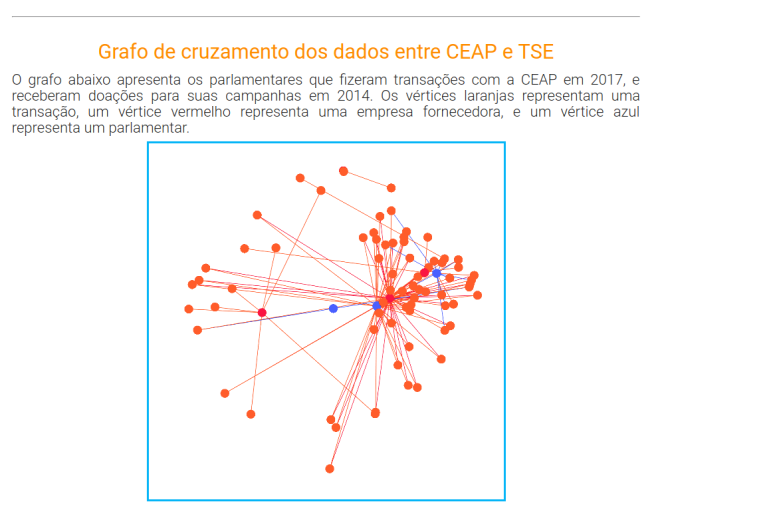 Grafo de cruzamento dos dados entre CEAP e TSE
O grafo abaixo apresenta os parlamentares que fizeram transações com a CEAP em 2017, e
receberam doações para suas campanhas em 2014. Os vértices laranjas representam uma
transação, um vértice vermelho representa uma empresa fornecedora, e um vértice azul
representa um parlamentar.